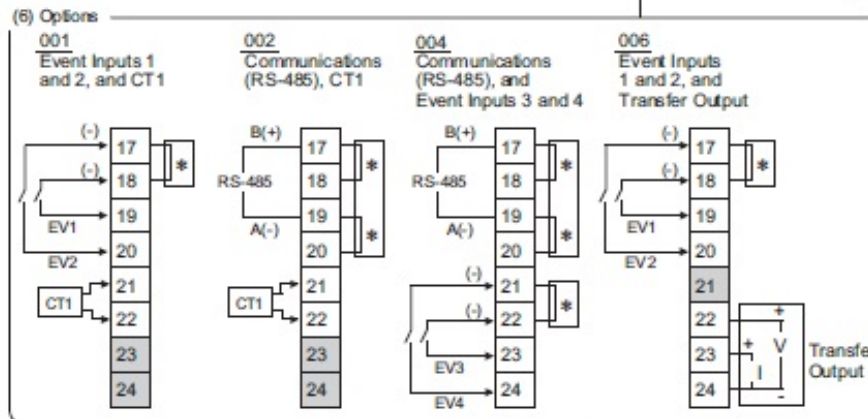 (6) Options
001
Event Inputs 1
and 2, and CT1
(-)
17
*
(-)
18
19
EV1
20
EV2
21
CT1
22
23
24
002
Communications
(RS-485), CT1
B(+)
17
*
RS-485
18
19
*
A(-)
20
21
CT1
22
23
24
004
Communications
(RS-485), and
Event Inputs 3 and 4
B(+)
17
*
RS-485
18
19
*
A(-)
20
(-)
21
*
(-)
22
23
EV3
24
EV4
006
Event Inputs
1 and 2, and
Transfer Output
(-)
17
*
(-)
18
19
EV1
20
EV2
21
22
+
23
+
V
I
24
-
Transfe
Output